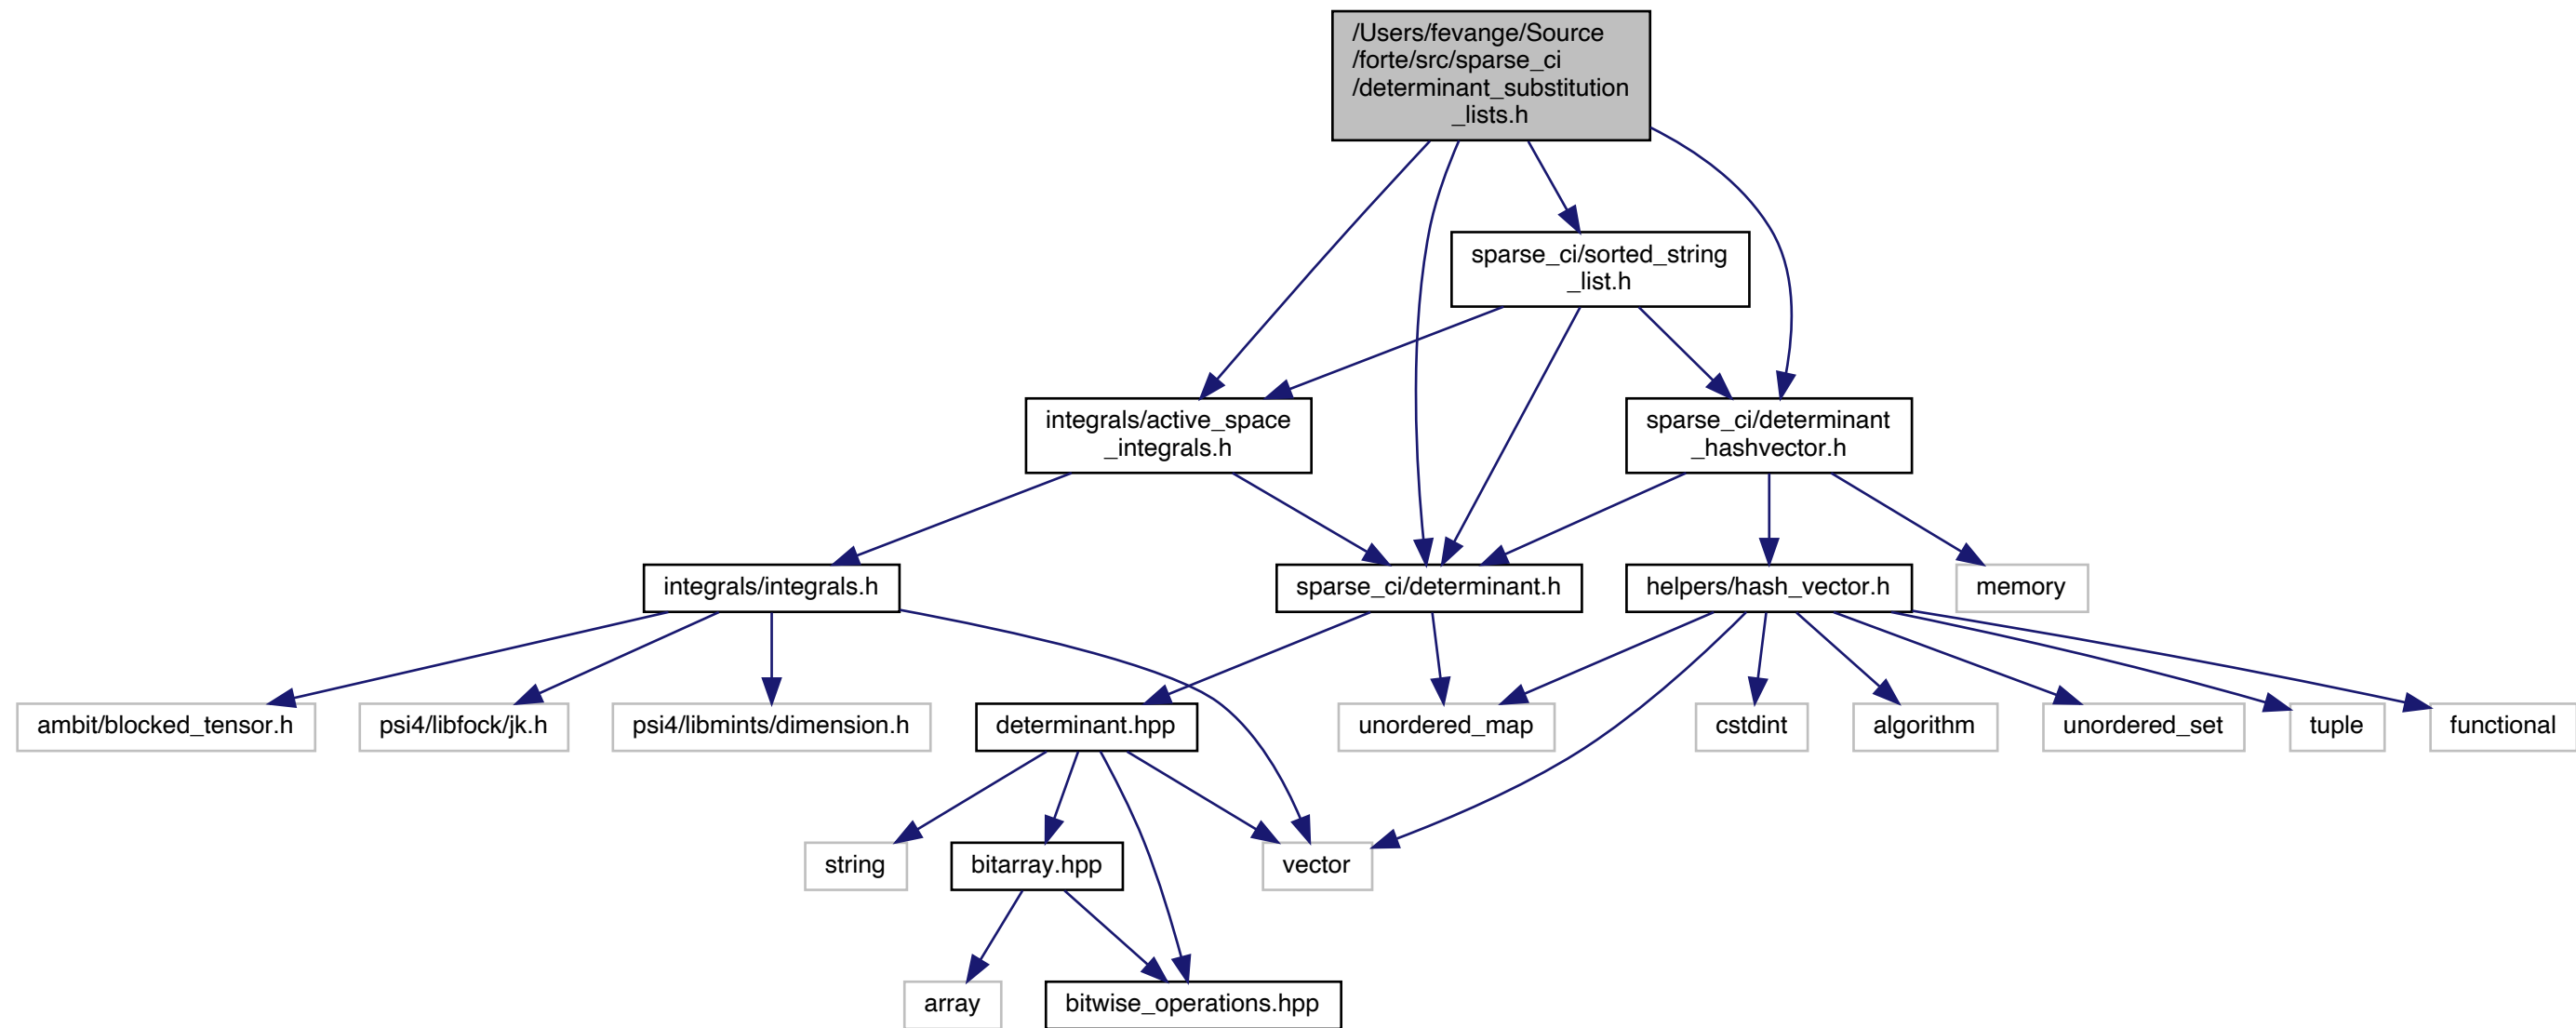 /Users/fevange/Source
/forte/src/sparse_ci
/determinant_substitution
_lists.h
sparse_ci/sorted_string
_list.h
integrals/active_space
_integrals.h
sparse_ci/determinant
_hashvector.h
integrals/integrals.h
sparse_ci/determinant.h
helpers/hash_vector.h
memory
ambit/blocked_tensor.h
psi4/libfock/jk.h
psi4/libmints/dimension.h
determinant.hpp
unordered_map
cstdint
algorithm
unordered_set
tuple
functional
string
bitarray.hpp
vector
array
bitwise_operations.hpp